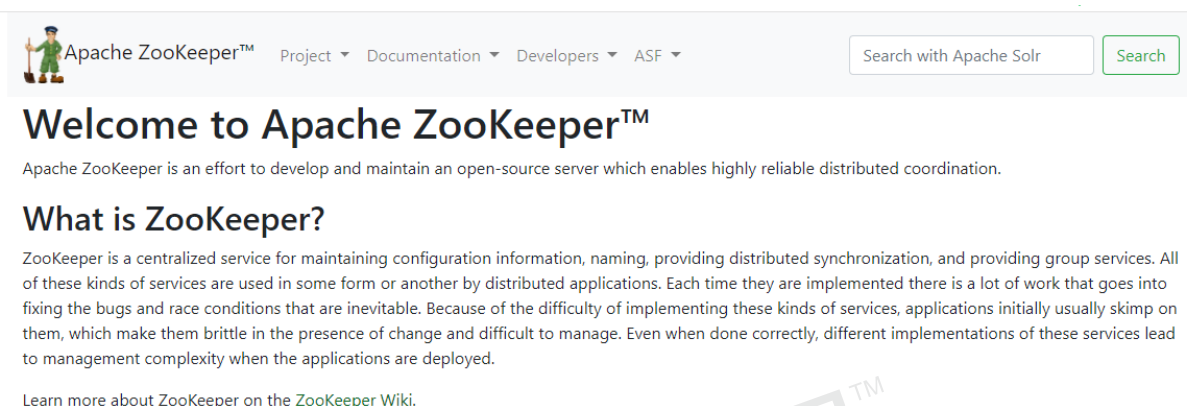 Apache ZooKeeper™ Project Documentation Developers ASF Search with Apache Solr Search
Welcome to Apache ZooKeeper™
Apache ZooKeeper is an effort to develop and maintain an open-source server which enables highly reliable distributed coordination.
What is ZooKeeper?
ZooKeeper is a centralized service for maintaining configuration information, naming, providing distributed synchronization, and providing group services. All
of these kinds of services are used in some form or another by distributed applications. Each time they are implemented there is a lot of work that goes into
fixing the bugs and race conditions that are inevitable. Because of the difficulty of implementing these kinds of services, applications initially usually skimp on
them, which make them brittle in the presence of change and difficult to manage. Even when done correctly, different implementations of these services lead
to management complexity when the applications are deployed.
TM
Learn more about ZooKeeper on the ZooKeeper Wiki.